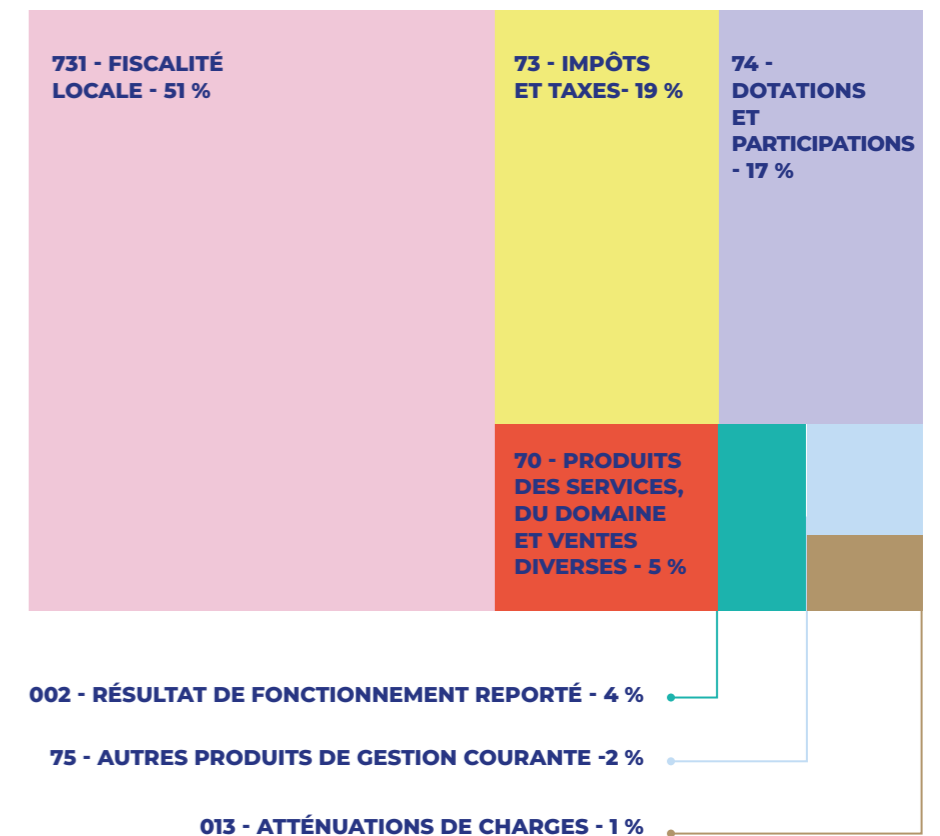 731 - FISCALITÉ
LOCALE - 51 %
73 - IMPÔTS
ET TAXES- 19 %
74 -
DOTATIONS
ET
PARTICIPATIONS
- 17 %
70 - PRODUITS
DES SERVICES,
DU DOMAINE
ET VENTES
DIVERSES - 5 %
002 - RÉSULTAT DE FONCTIONNEMENT REPORTÉ - 4 %
75 - AUTRES PRODUITS DE GESTION COURANTE -2 %
013 - ATTÉNUATIONS DE CHARGES - 1 %